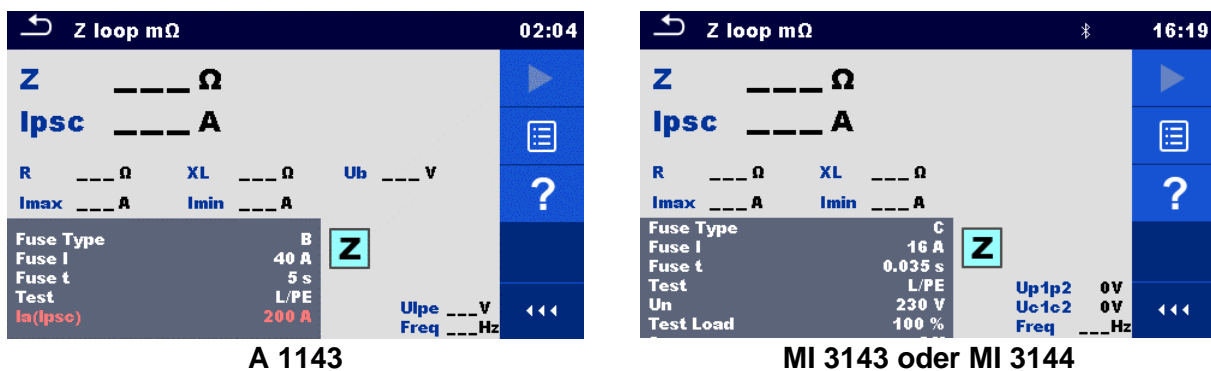 Z loop mΩ 02:04
Z ___ Ω
Ipsc ___ A
R ___ Ω XL ___ Ω Ub ___ V
Imax ___ A Imin ___ A
Fuse Type B
Fuse I 40 A
Fuse t 5 s
Test L/PE
Ia(Ipsc) 200 A
Z
Ulpe ___V
Freq ___Hz
?
A 1143
Z loop mΩ 16:19
Z ___ Ω
Ipsc ___ A
R ___ Ω XL ___ Ω
Imax ___ A Imin ___ A
Fuse Type C
Fuse I 16 A
Fuse t 0.035 s
Test L/PE
Un 230 V
Test Load 100 %
Z
Up1p2 0V
Uc1c2 0V
Freq ___Hz
?
MI 3143 oder MI 3144